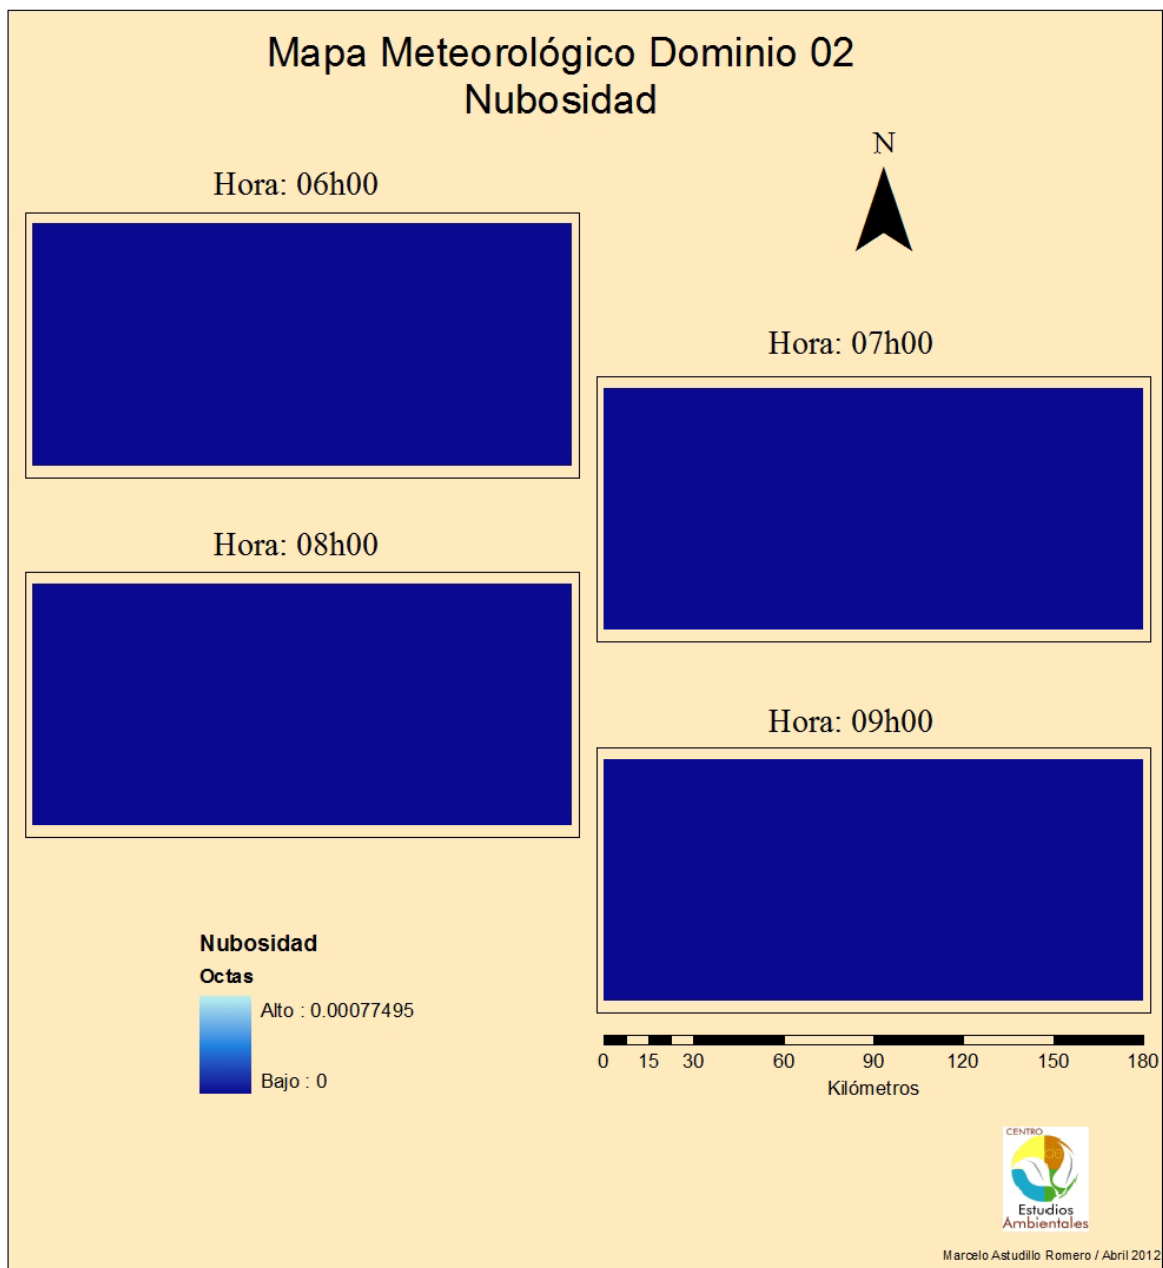 Mapa Meteorológico Dominio 02
Nubosidad
N
Hora: 06h00
Hora: 07h00
Hora: 08h00
Hora: 09h00
Nubosidad
Octas
Alto : 0.00077495
Bajo : 0
0 15 30 60 90 120 150 180
Kilómetros
CENTRO
de
Estudios
Ambientales
Marcelo Astudillo Romero / Abril 2012